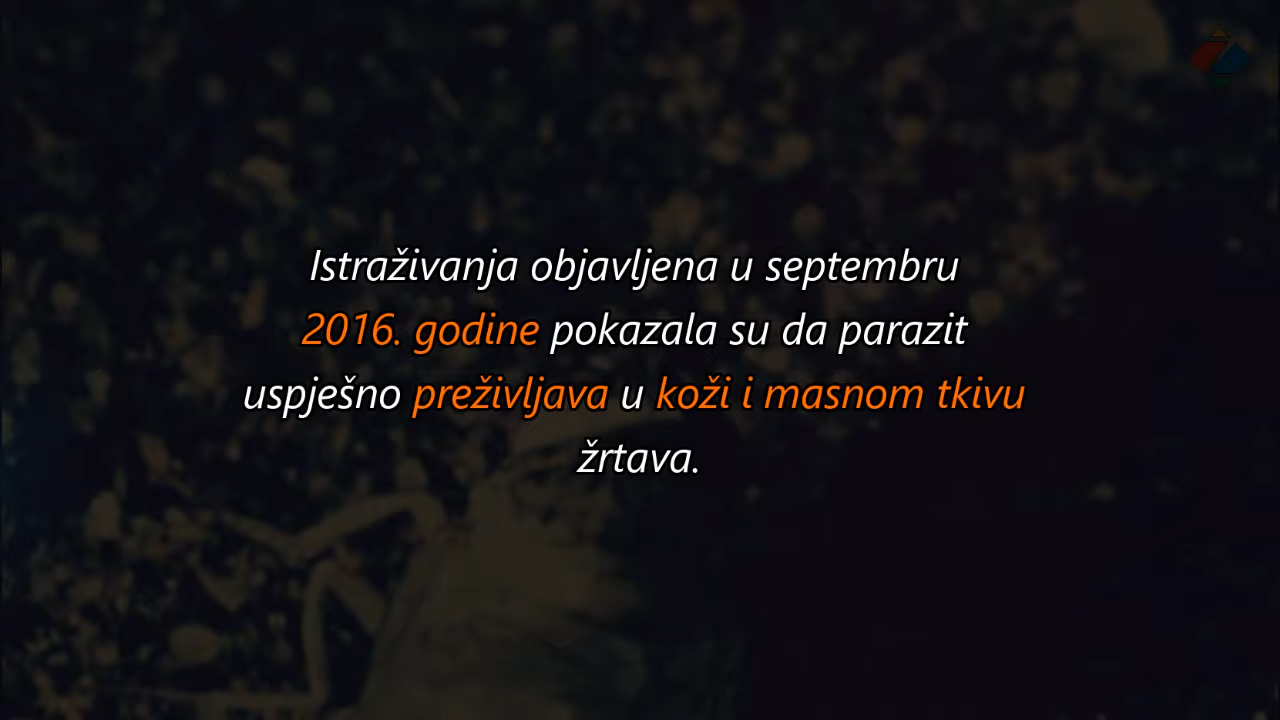 Istraživanja objavljena u septembru
2016. godine pokazala su da parazit
uspješno preživljava u koži i masnom tkivu
žrtava.